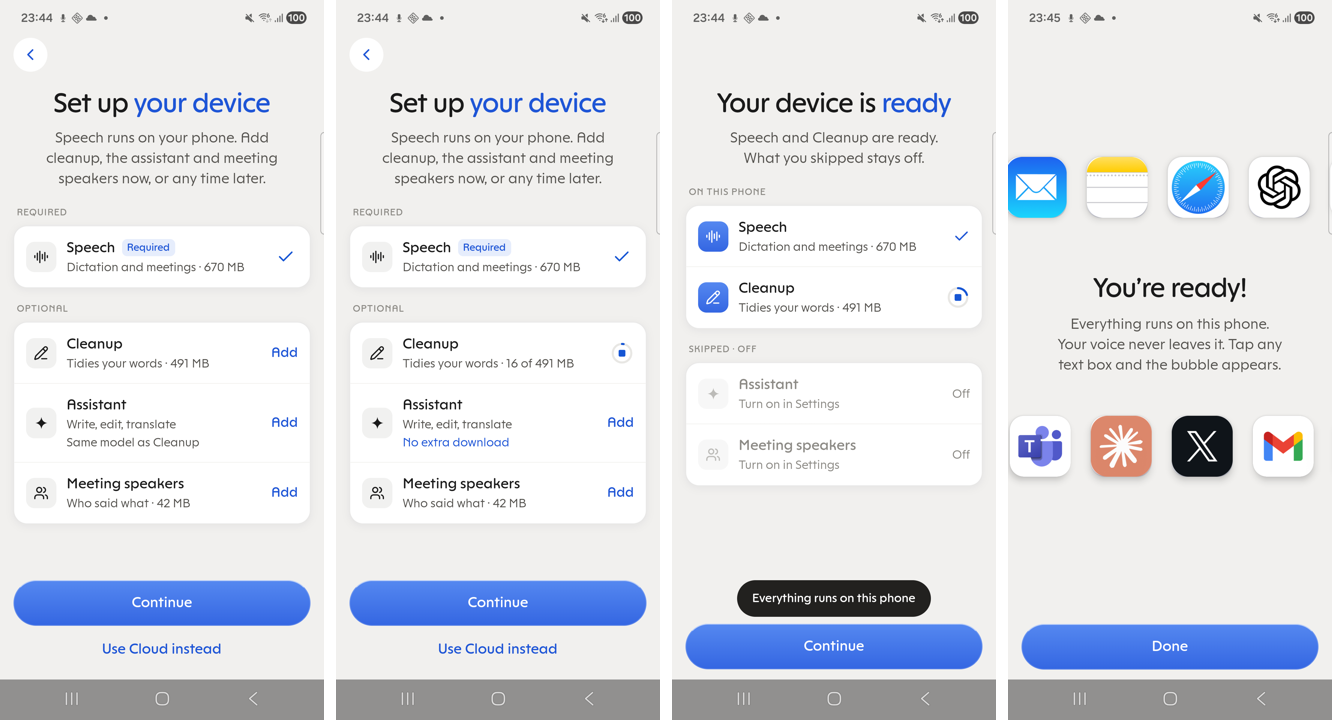 23:44
100
Set up your device
Speech runs on your phone. Add
cleanup, the assistant and meeting
speakers now, or any time later.
REQUIRED
Speech Required
Dictation and meetings · 670 MB
OPTIONAL
Cleanup
Tidies your words · 491 MB
Add
Assistant
Write, edit, translate
Same model as Cleanup
Add
Meeting speakers
Who said what · 42 MB
Add
Continue
Use Cloud instead
23:44
100
Set up your device
Speech runs on your phone. Add
cleanup, the assistant and meeting
speakers now, or any time later.
REQUIRED
Speech Required
Dictation and meetings · 670 MB
OPTIONAL
Cleanup
Tidies your words · 16 of 491 MB
Assistant
Write, edit, translate
No extra download
Add
Meeting speakers
Who said what · 42 MB
Add
Continue
Use Cloud instead
23:44
100
Your device is ready
Speech and Cleanup are ready.
What you skipped stays off.
ON THIS PHONE
Speech
Dictation and meetings · 670 MB
Cleanup
Tidies your words · 491 MB
SKIPPED · OFF
Assistant
Turn on in Settings
Off
Meeting speakers
Turn on in Settings
Off
Everything runs on this phone
Continue
23:45
100
You’re ready!
Everything runs on this phone.
Your voice never leaves it. Tap any
text box and the bubble appears.
T
Done